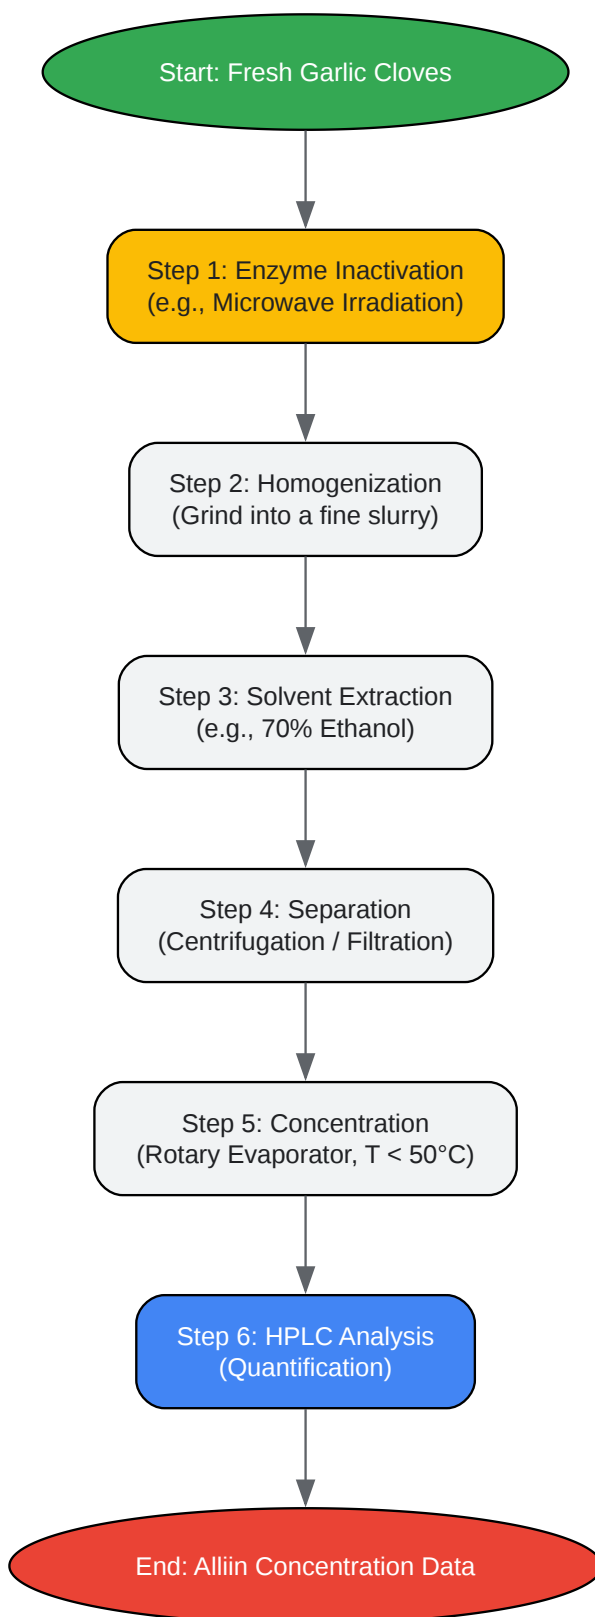 Start: Fresh Garlic Cloves
Step 1: Enzyme Inactivation
(e.g., Microwave Irradiation)
Step 2: Homogenization
(Grind into a fine slurry)
Step 3: Solvent Extraction
(e.g., 70% Ethanol)
Step 4: Separation
(Centrifugation / Filtration)
Step 5: Concentration
(Rotary Evaporator, T < 50°C)
Step 6: HPLC Analysis
(Quantification)
End: Alliin Concentration Data